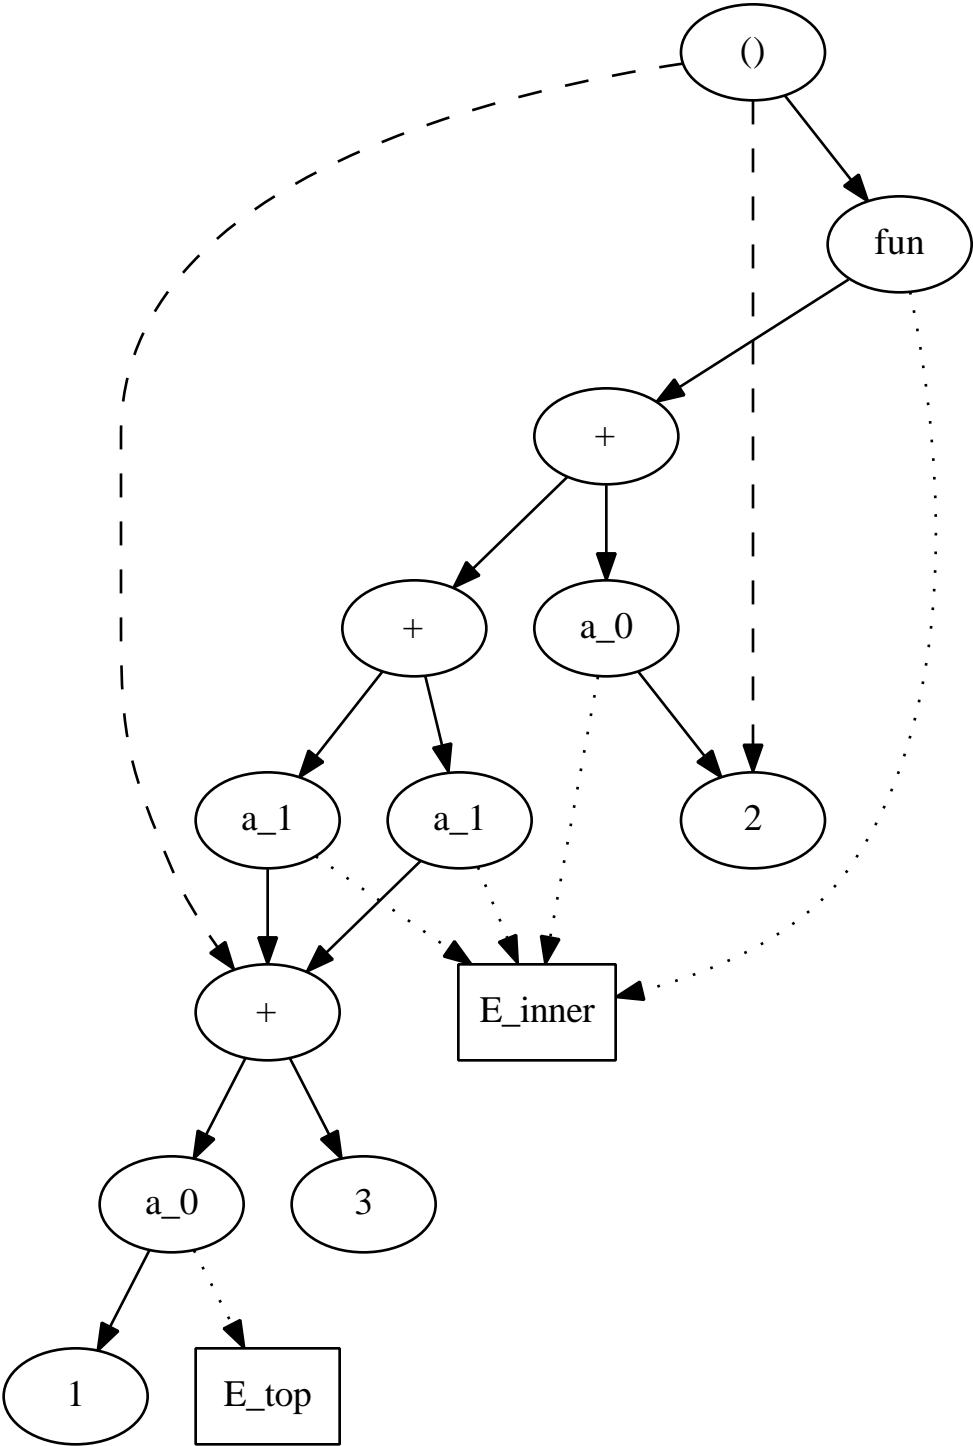 ()
fun
+
+
a_0
a_1
a_1
2
+
E_inner
a_0
3
1
E_top